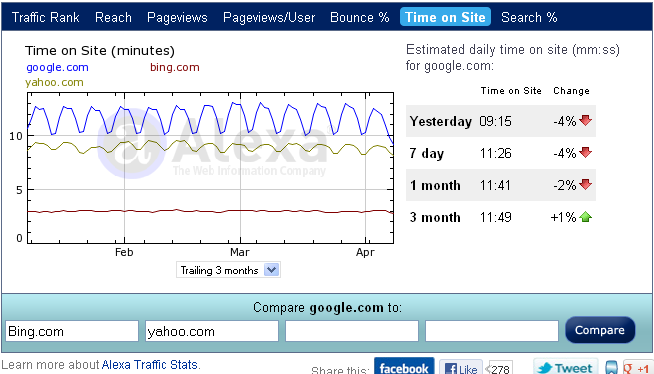 Traffic Rank Reach Pageviews Pageviews/User Bounce % Time on Site Search %
Time on Site (minutes)
google.com bing.com
yahoo.com
10
5
0
Feb Mar Apr
@ Alexa
The Web Information Company
Trailing 3 months
Estimated daily time on site (mm:ss)
for google.com:
Time on Site Change
Yesterday 09:15 -4%
7 day 11:26 -4%
1 month 11:41 -2%
3 month 11:49 +1%
Compare google.com to:
Bing.com yahoo.com Compare
Learn more about Alexa Traffic Stats.
Share this: facebook Like 278 Tweet +1